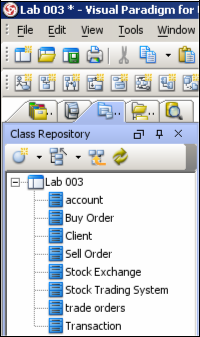 Lab 003 * - Visual Paradigm for
File Edit View Tools Window
Class Repository
Lab 003
account
Buy Order
Client
Sell Order
Stock Exchange
Stock Trading System
trade orders
Transaction